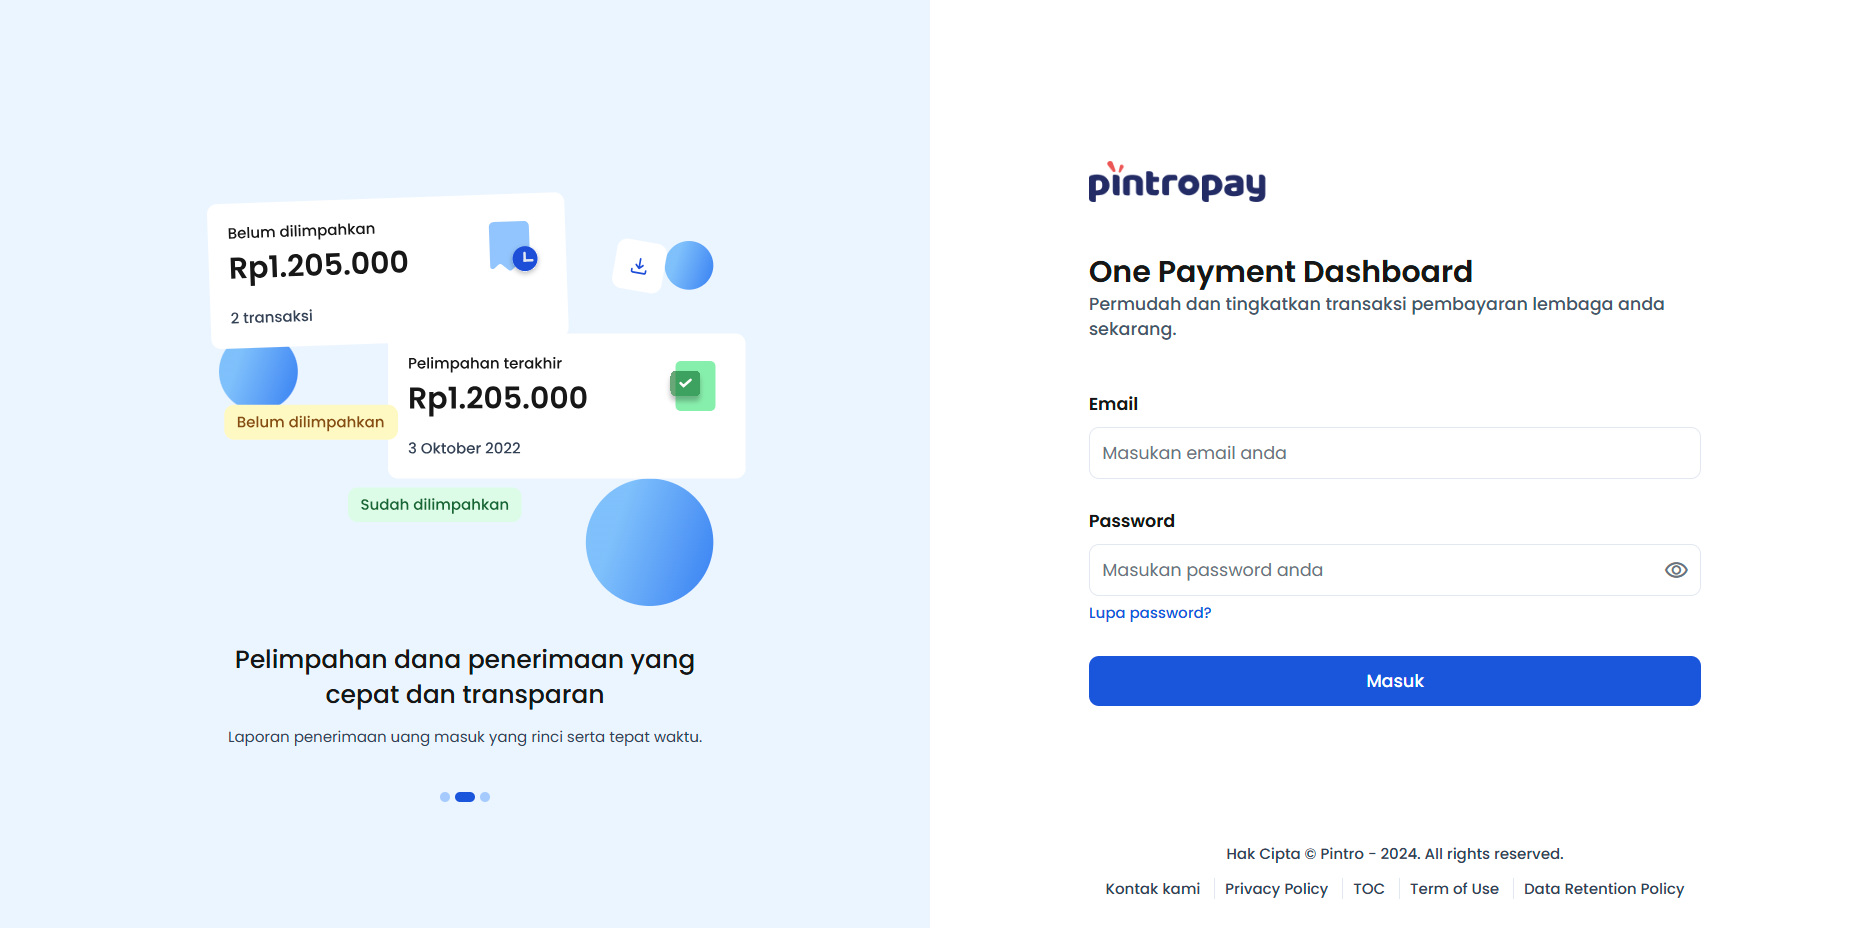 Belum dilimpahkan
Rp1.205.000
2 transaksi
Pelimpahan terakhir
Rp1.205.000
3 Oktober 2022
Belum dilimpahkan
Sudah dilimpahkan
Pelimpahan dana penerimaan yang
cepat dan transparan
Laporan penerimaan uang masuk yang rinci serta tepat waktu.
pintropay
One Payment Dashboard
Permudah dan tingkatkan transaksi pembayaran lembaga anda
sekarang.
Email
Masukan email anda
Password
Masukan password anda
Lupa password?
Masuk
Hak Cipta © Pintro - 2024. All rights reserved.
Kontak kami Privacy Policy TOC Term of Use Data Retention Policy